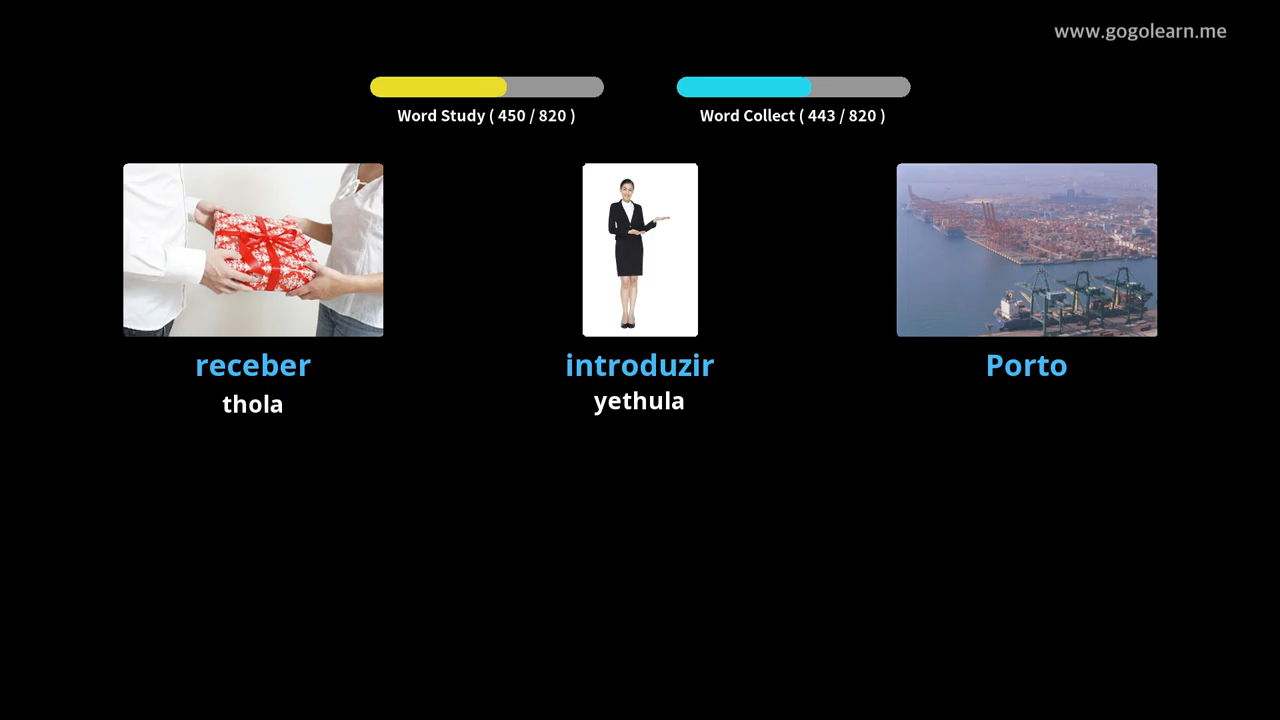 www.gogolearn.me
Word Study ( 450 / 820 )
Word Collect ( 443 / 820 )
receber
introduzir
Porto
thola
yethula